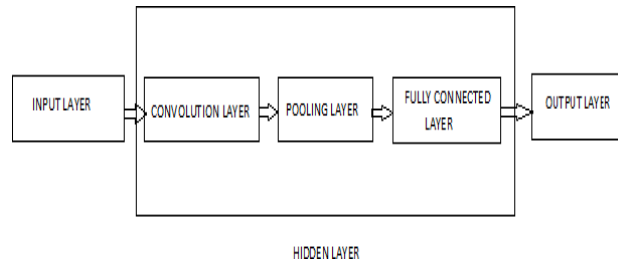 INPUT LAYER
CONVOLUTION LAYER
POOLING LAYER
FULLY CONNECTED
LAYER
OUTPUT LAYER
HIDDEN LAYER